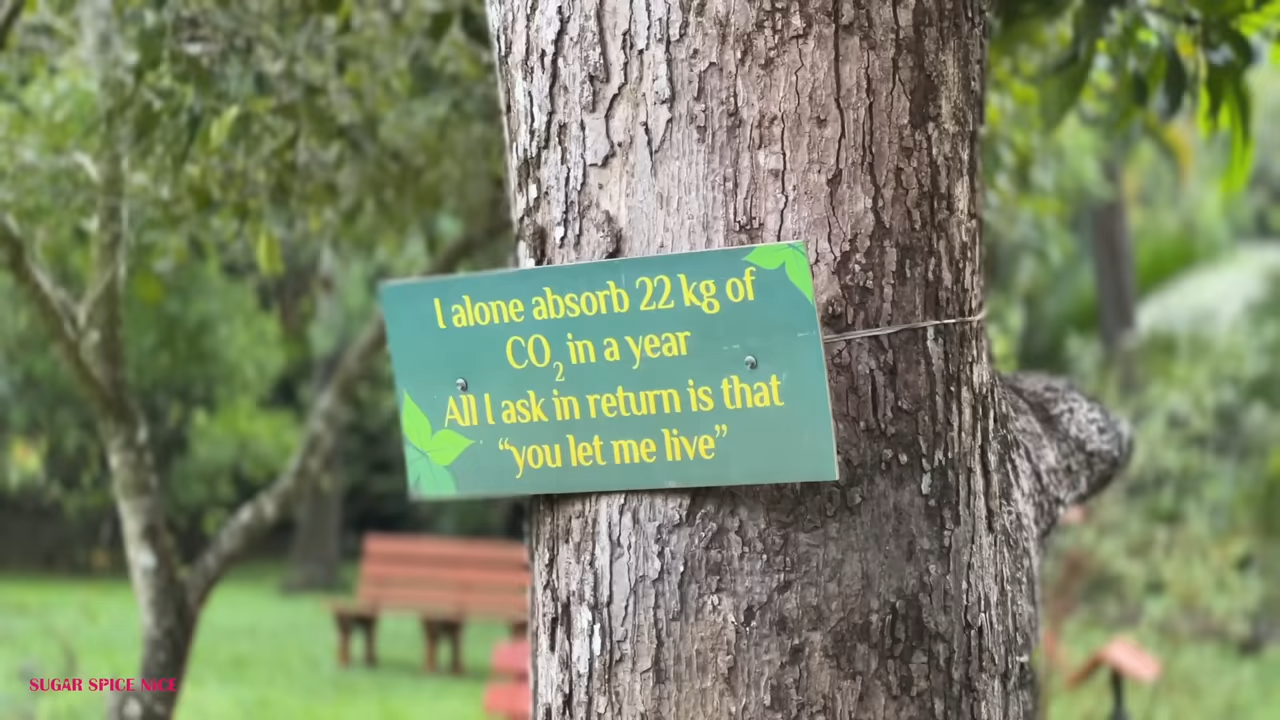 I alone absorb 22 kg of
CO₂ in a year
All I ask in return is that
“you let me live”
SUGAR SPICE NICE